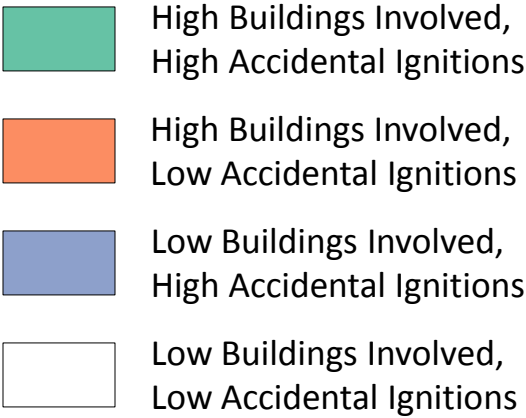 High Buildings Involved,
High Accidental Ignitions
High Buildings Involved,
Low Accidental Ignitions
Low Buildings Involved,
High Accidental Ignitions
Low Buildings Involved,
Low Accidental Ignitions